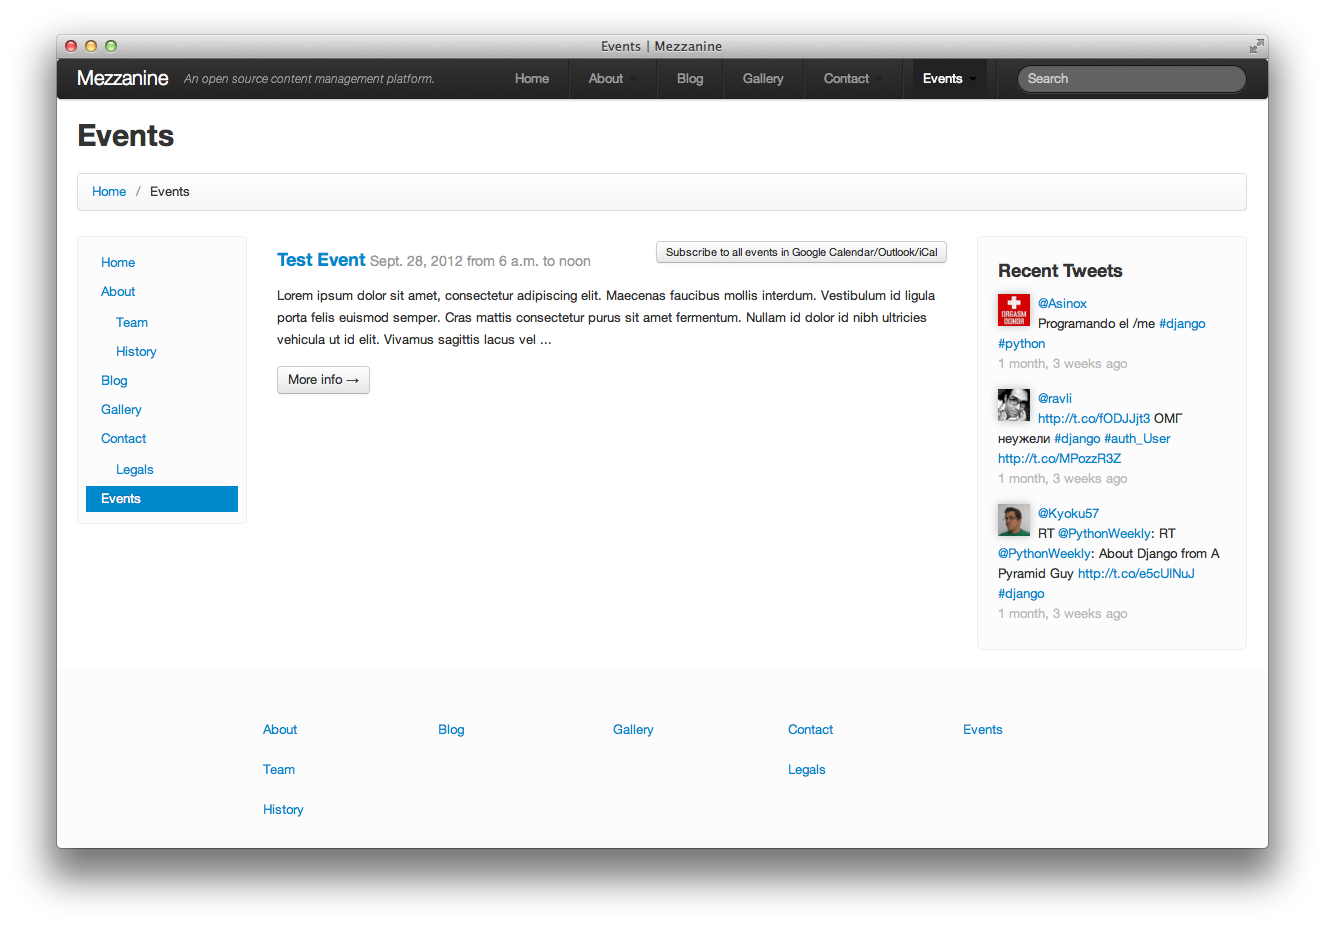 Events | Mezzanine
Mezzanine An open source content management platform. Home About Blog Gallery Contact Events Search
Events
Home / Events
Home
About
Team
History
Blog
Gallery
Contact
Legals
Events
Test Event Sept. 28, 2012 from 6 a.m. to noon
Subscribe to all events in Google Calendar/Outlook/iCal
Lorem ipsum dolor sit amet, consectetur adipiscing elit. Maecenas faucibus mollis interdum. Vestibulum id ligula
porta felis euismod semper. Cras mattis consectetur purus sit amet fermentum. Nullam id dolor id nibh ultricies
vehicula ut id elit. Vivamus sagittis lacus vel ...
More info →
Recent Tweets
ORGASM
DONOR
@Asinox
Programando el /me #django
#python
1 month, 3 weeks ago
@ravli
http://t.co/fODJJjt3 ОМГ
неужели #django #auth_User
http://t.co/MPozzR3Z
1 month, 3 weeks ago
@Kyoku57
RT @PythonWeekly: RT
@PythonWeekly: About Django from A
Pyramid Guy http://t.co/e5cUlNuJ
#django
1 month, 3 weeks ago
About Blog Gallery Contact Events
Team Legals
History